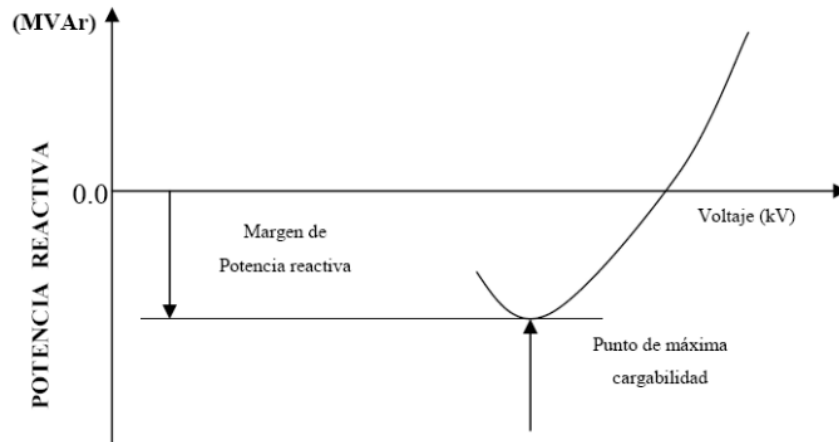 (MVAr)
POTENCIA REACTIVA
0.0
Voltaje (kV)
Margen de
Potencia reactiva
Punto de máxima
cargabilidad